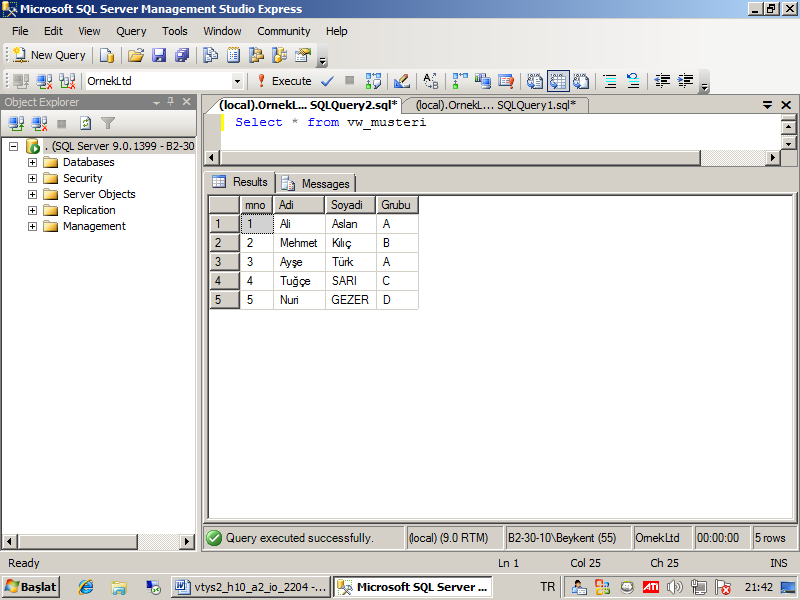 Microsoft SQL Server Management Studio Express
File Edit View Query Tools Window Community Help
New Query
OrnekLtd Execute
Object Explorer
(local).OrnekL... SQLQuery2.sql* (local).OrnekL... SQLQuery1.sql*
. (SQL Server 9.0.1399 - B2-30
Databases
Security
Server Objects
Replication
Management
Select * from vw_musteri
Results Messages
mno Adi Soyadi Grubu
1 1 Ali Aslan A
2 2 Mehmet Kılıç B
3 3 Ayşe Türk A
4 4 Tuğçe SARI C
5 5 Nuri GEZER D
Query executed successfully. (local) (9.0 RTM) B2-30-10\Beykent (55) OrnekLtd 00:00:00 5 rows
Ready Ln 1 Col 25 Ch 25 INS
Başlat vtys2_h10_a2_io_2204 -... Microsoft SQL Server ... TR ATI 21:42